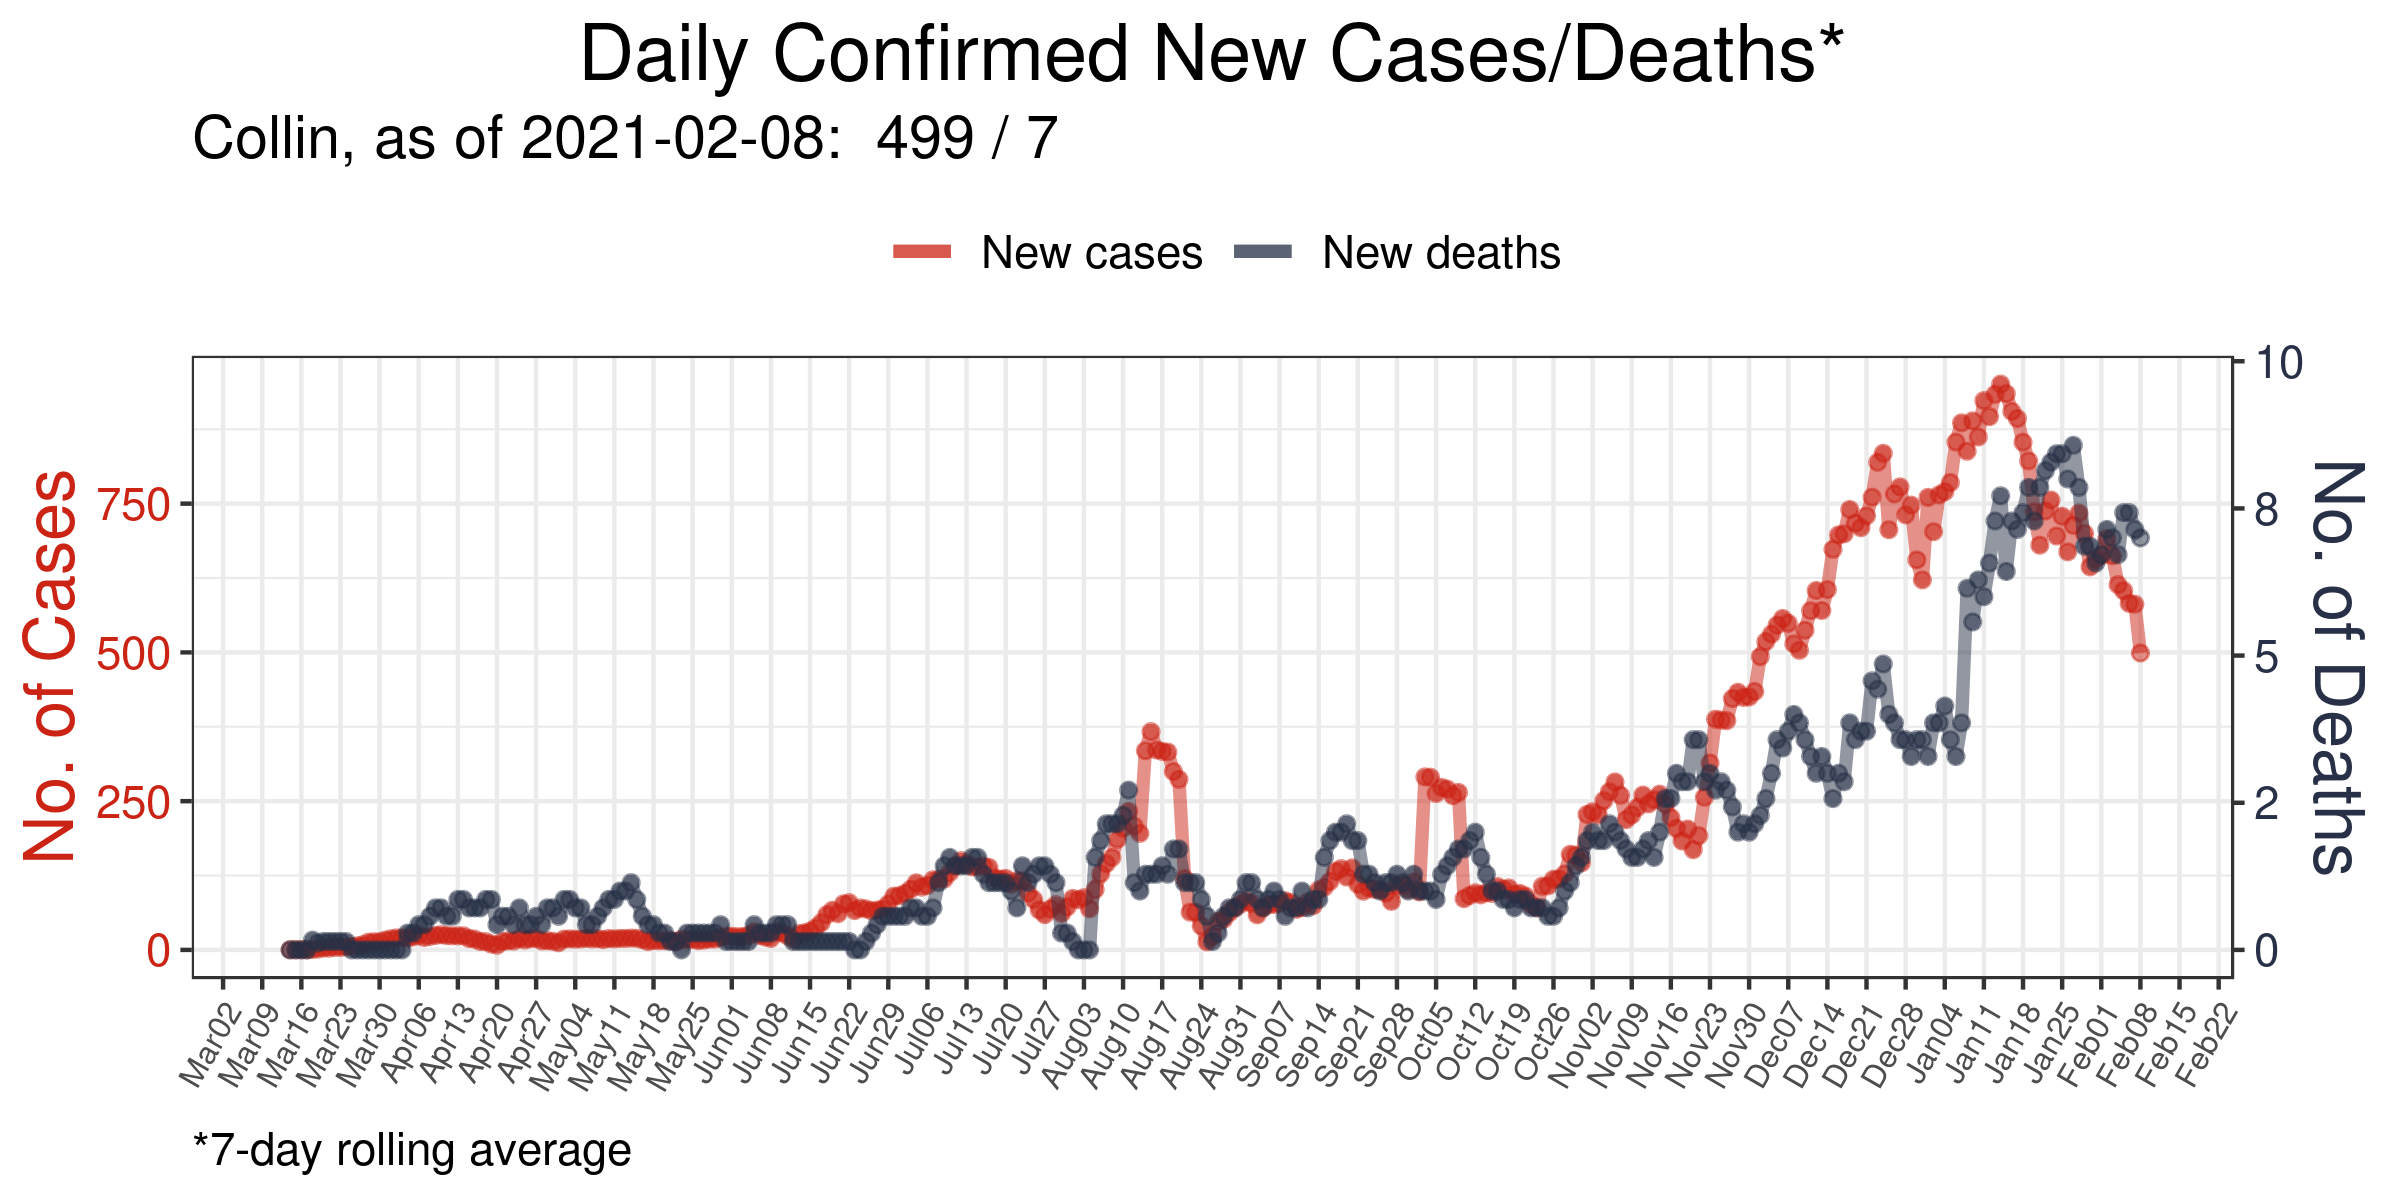 Daily Confirmed New Cases/Deaths*
Collin, as of 2021-02-08:  499 / 7
New cases New deaths
No. of Cases
750
500
250
0
10
8
5
2
0
No. of Deaths
Mar02 Mar09 Mar16 Mar23 Mar30 Apr06 Apr13 Apr20 Apr27 May04 May11 May18 May25 Jun01 Jun08 Jun15 Jun22 Jun29 Jul06 Jul13 Jul20 Jul27 Aug03 Aug10 Aug17 Aug24 Aug31 Sep07 Sep14 Sep21 Sep28 Oct05 Oct12 Oct19 Oct26 Nov02 Nov09 Nov16 Nov23 Nov30 Dec07 Dec14 Dec21 Dec28 Jan04 Jan11 Jan18 Jan25 Feb01 Feb08 Feb15 Feb22
*7-day rolling average